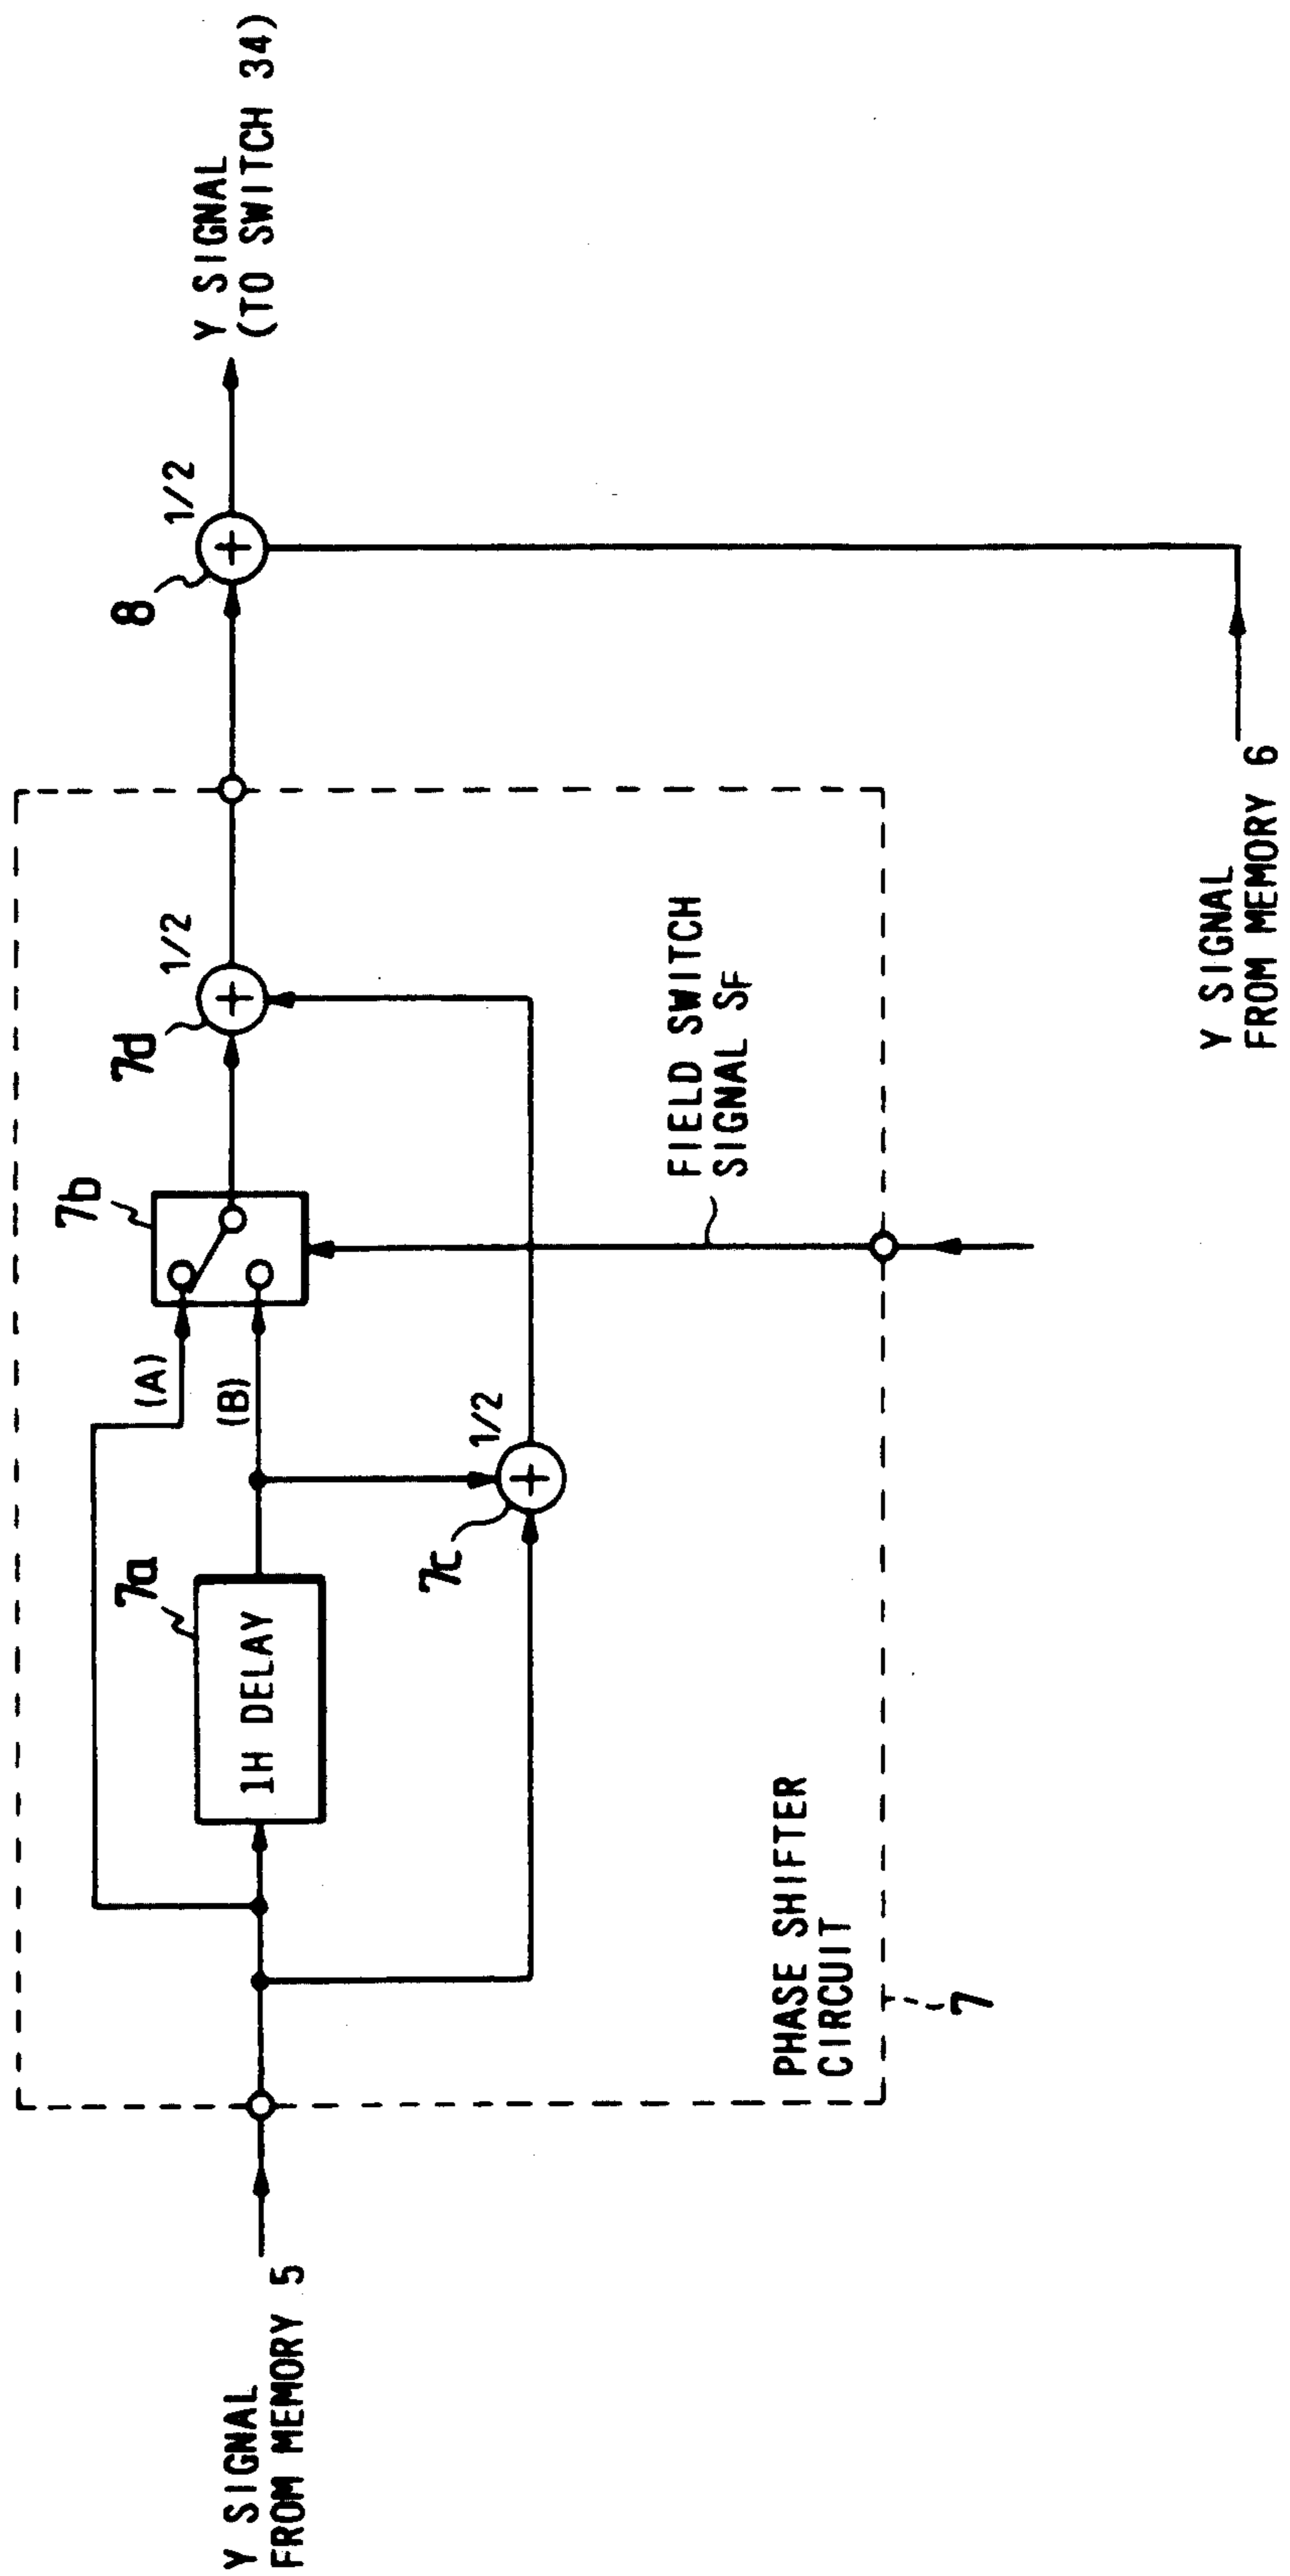 Y SIGNAL
FROM MEMORY 5
7a
1H DELAY
(A)
(B)
7b
7c
1/2
7d
1/2
8
1/2
Y SIGNAL
(TO SWITCH 34)
FIELD SWITCH
SIGNAL SF
PHASE SHIFTER
CIRCUIT
7
Y SIGNAL
FROM MEMORY 6